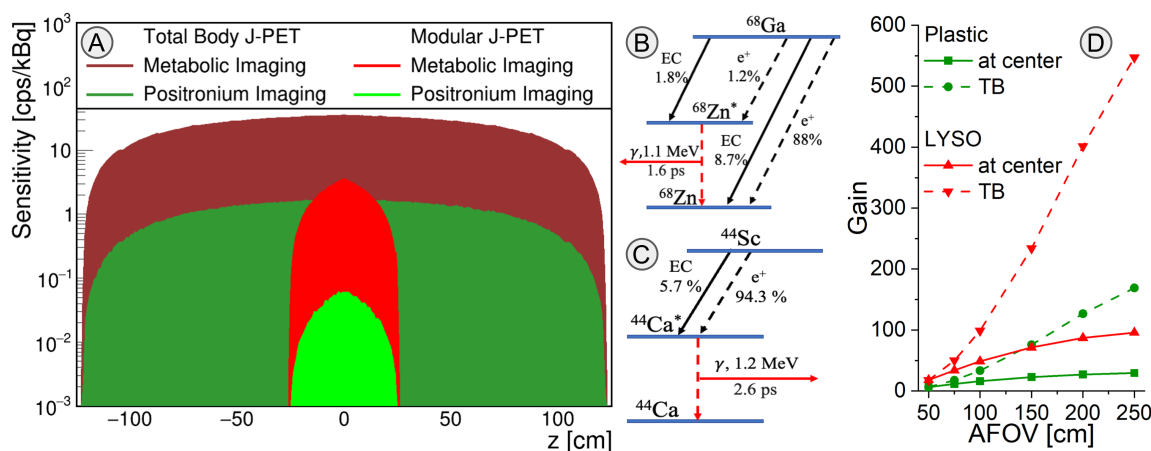 A
Total Body J-PET
Modular J-PET
Metabolic Imaging
Metabolic Imaging
Positronium Imaging
Positronium Imaging
Sensitivity [cps/kBq]
10³
10²
10
1
10⁻¹
10⁻²
10⁻³
−100
−50
0
50
100
z [cm]
B
⁶⁸Ga
EC
1.8%
e⁺
1.2%
⁶⁸Zn*
γ,1.1 MeV
1.6 ps
EC
8.7%
e⁺
88%
⁶⁸Zn
C
⁴⁴Sc
EC
5.7 %
e⁺
94.3 %
⁴⁴Ca*
γ, 1.2 MeV
2.6 ps
⁴⁴Ca
D
Plastic
at center
TB
LYSO
at center
TB
Gain
600
500
400
300
200
100
0
50
100
150
200
250
AFOV [cm]